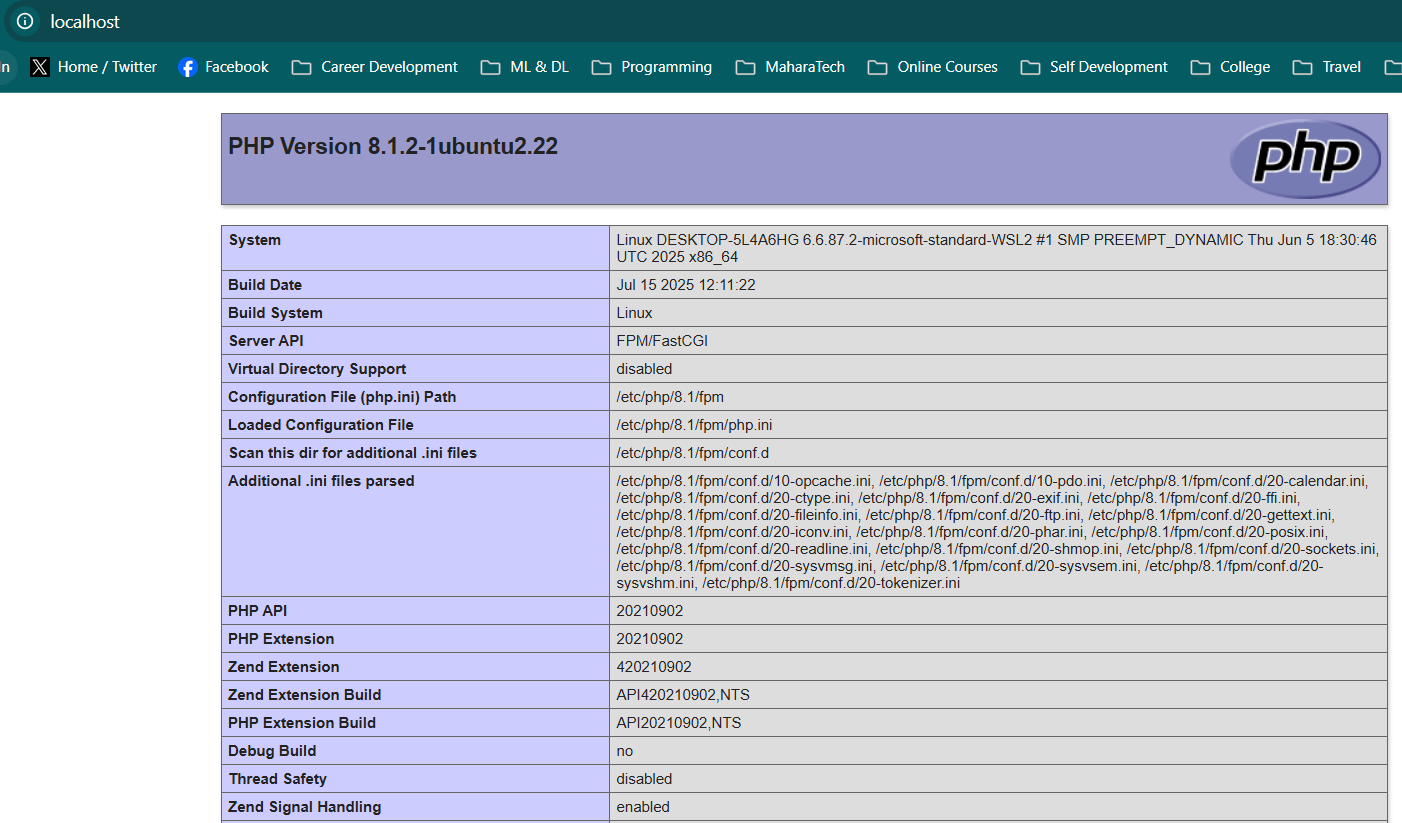 localhost
In
Home / Twitter
Facebook
Career Development
ML & DL
Programming
MaharaTech
Online Courses
Self Development
College
Travel
PHP Version 8.1.2-1ubuntu2.22
php
System
Linux DESKTOP-5L4A6HG 6.6.87.2-microsoft-standard-WSL2 #1 SMP PREEMPT_DYNAMIC Thu Jun 5 18:30:46
UTC 2025 x86_64
Build Date
Jul 15 2025 12:11:22
Build System
Linux
Server API
FPM/FastCGI
Virtual Directory Support
disabled
Configuration File (php.ini) Path
/etc/php/8.1/fpm
Loaded Configuration File
/etc/php/8.1/fpm/php.ini
Scan this dir for additional .ini files
/etc/php/8.1/fpm/conf.d
Additional .ini files parsed
/etc/php/8.1/fpm/conf.d/10-opcache.ini, /etc/php/8.1/fpm/conf.d/10-pdo.ini, /etc/php/8.1/fpm/conf.d/20-calendar.ini,
/etc/php/8.1/fpm/conf.d/20-ctype.ini, /etc/php/8.1/fpm/conf.d/20-exif.ini, /etc/php/8.1/fpm/conf.d/20-ffi.ini,
/etc/php/8.1/fpm/conf.d/20-fileinfo.ini, /etc/php/8.1/fpm/conf.d/20-ftp.ini, /etc/php/8.1/fpm/conf.d/20-gettext.ini,
/etc/php/8.1/fpm/conf.d/20-iconv.ini, /etc/php/8.1/fpm/conf.d/20-phar.ini, /etc/php/8.1/fpm/conf.d/20-posix.ini,
/etc/php/8.1/fpm/conf.d/20-readline.ini, /etc/php/8.1/fpm/conf.d/20-shmop.ini, /etc/php/8.1/fpm/conf.d/20-sockets.ini,
/etc/php/8.1/fpm/conf.d/20-sysvmsg.ini, /etc/php/8.1/fpm/conf.d/20-sysvsem.ini, /etc/php/8.1/fpm/conf.d/20-
sysvshm.ini, /etc/php/8.1/fpm/conf.d/20-tokenizer.ini
PHP API
20210902
PHP Extension
20210902
Zend Extension
420210902
Zend Extension Build
API420210902,NTS
PHP Extension Build
API20210902,NTS
Debug Build
no
Thread Safety
disabled
Zend Signal Handling
enabled